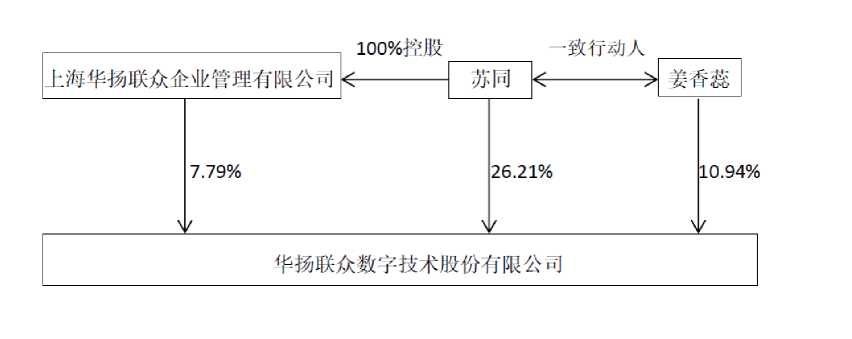 100%控股
一致行动人
上海华扬联众企业管理有限公司
苏同
姜香蕊
7.79%
26.21%
10.94%
华扬联众数字技术股份有限公司